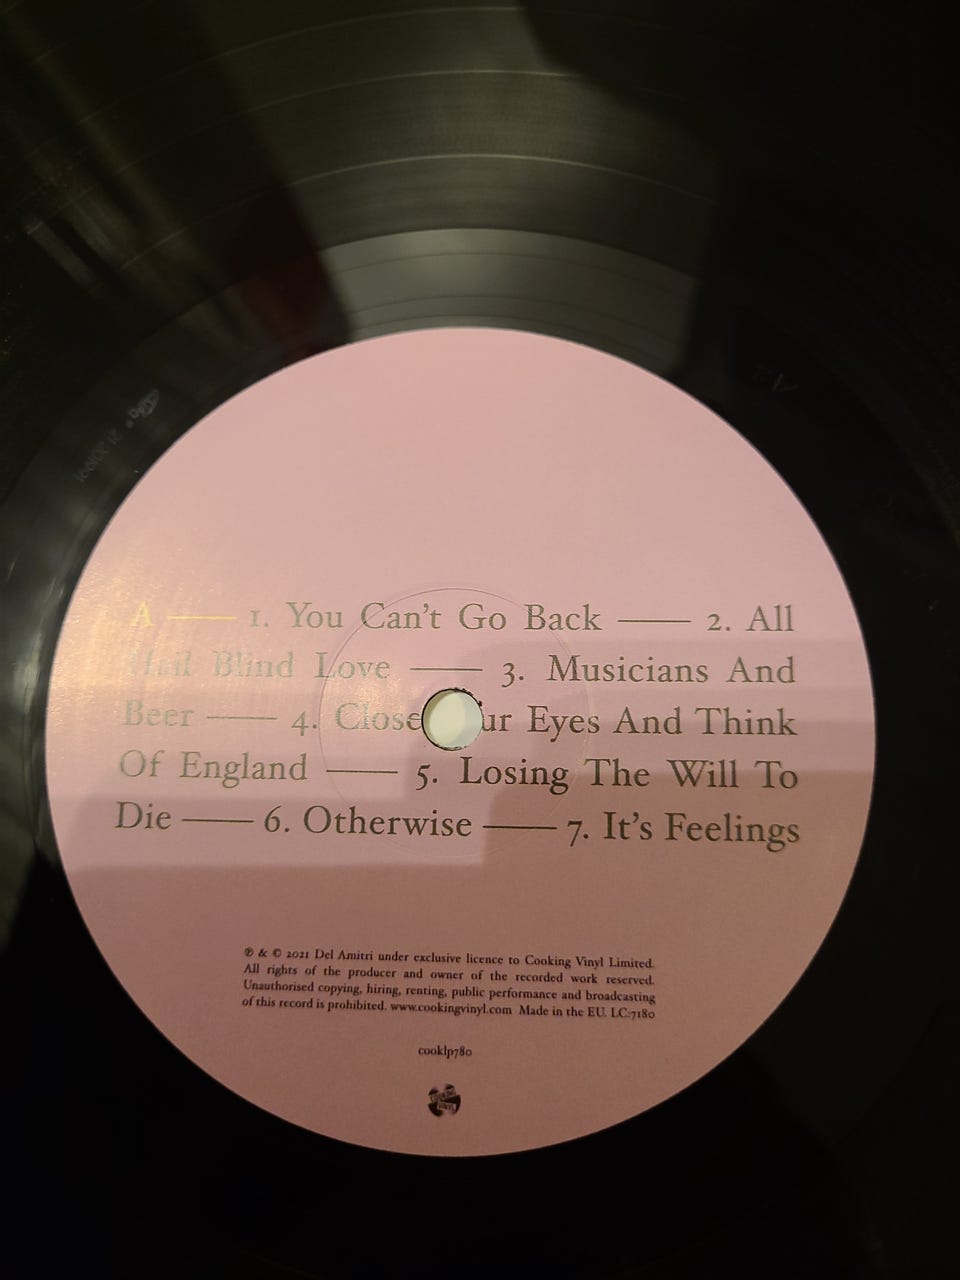 A —— 1. You Can't Go Back —— 2. All
Hail Blind Love —— 3. Musicians And
Beer —— 4. Close ur Eyes And Think
Of England —— 5. Losing The Will To
Die —— 6. Otherwise —— 7. It's Feelings
℗ & © 2021 Del Amitri under exclusive licence to Cooking Vinyl Limited.
All rights of the producer and owner of the recorded work reserved.
Unauthorised copying, hiring, renting, public performance and broadcasting
of this record is prohibited. www.cookingvinyl.com Made in the EU. LC:7180
cooklp780